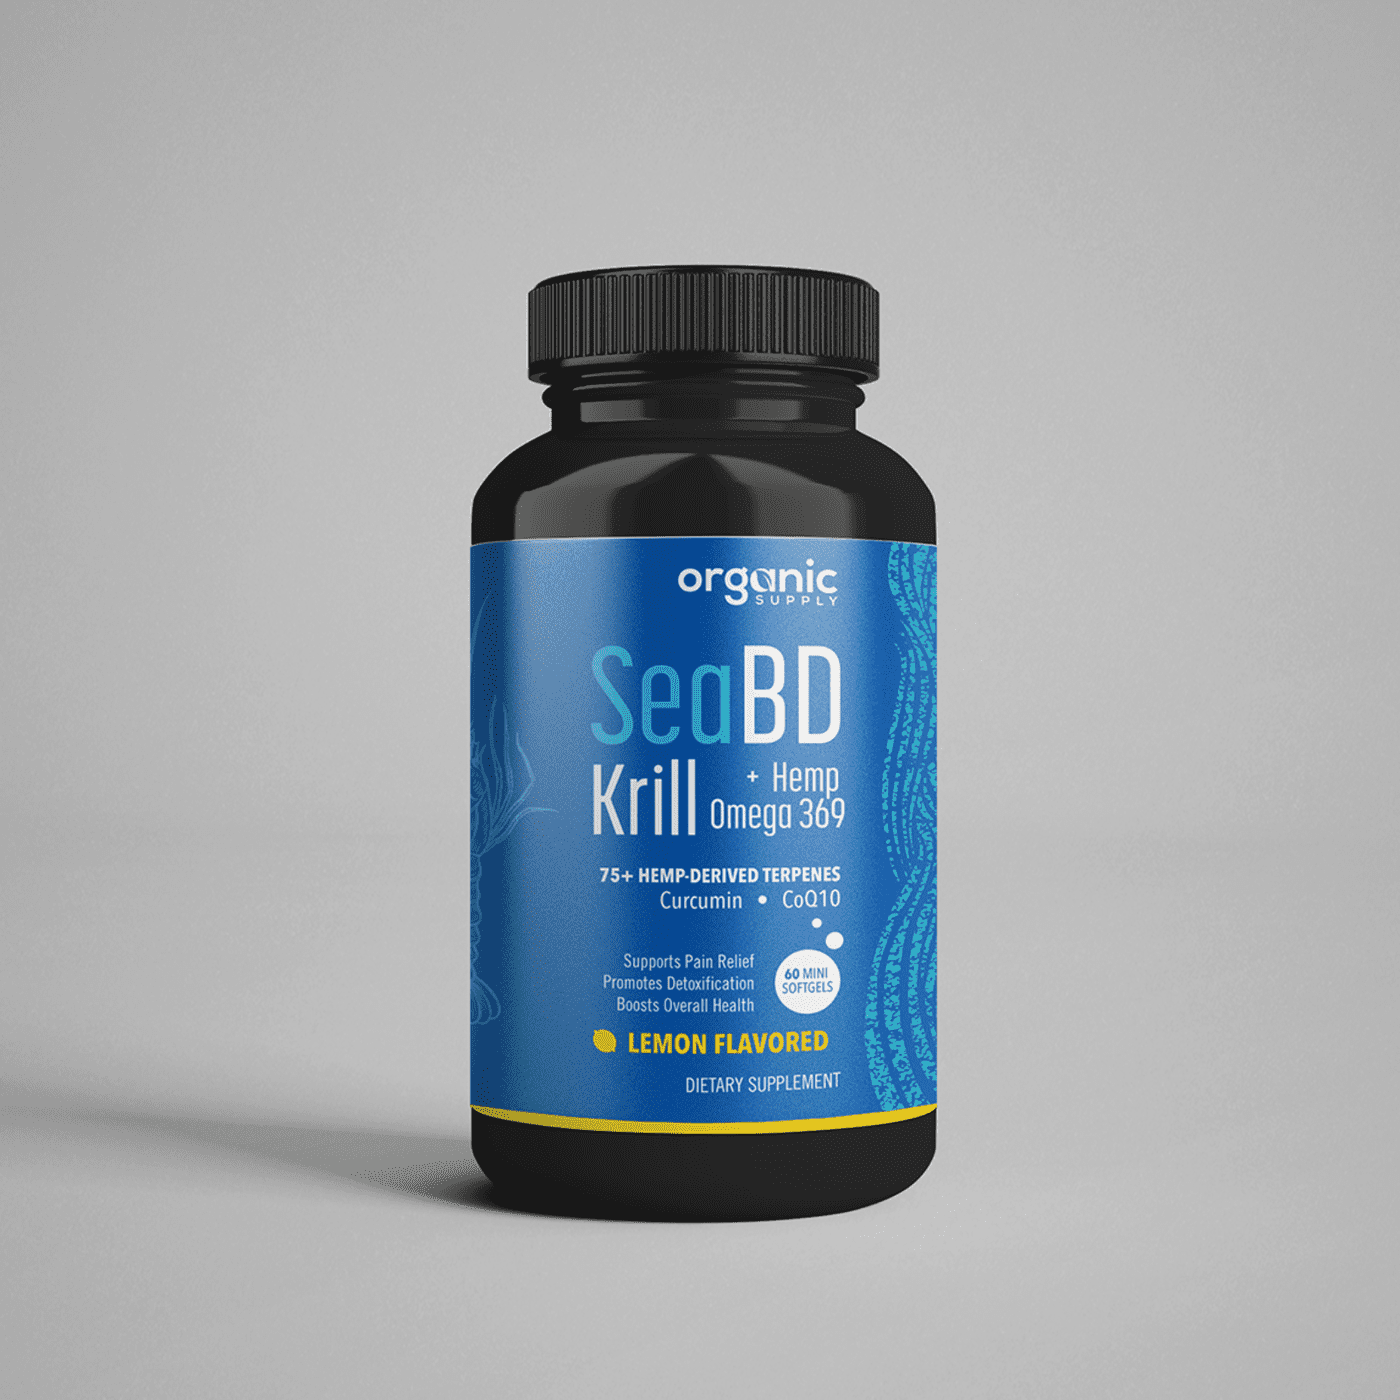 organic
SUPPLY
SeaBD
Krill + Hemp
Omega 369
75+ HEMP-DERIVED TERPENES
Curcumin • CoQ10
Supports Pain Relief
Promotes Detoxification
Boosts Overall Health
60 MINI
SOFTGELS
LEMON FLAVORED
DIETARY SUPPLEMENT